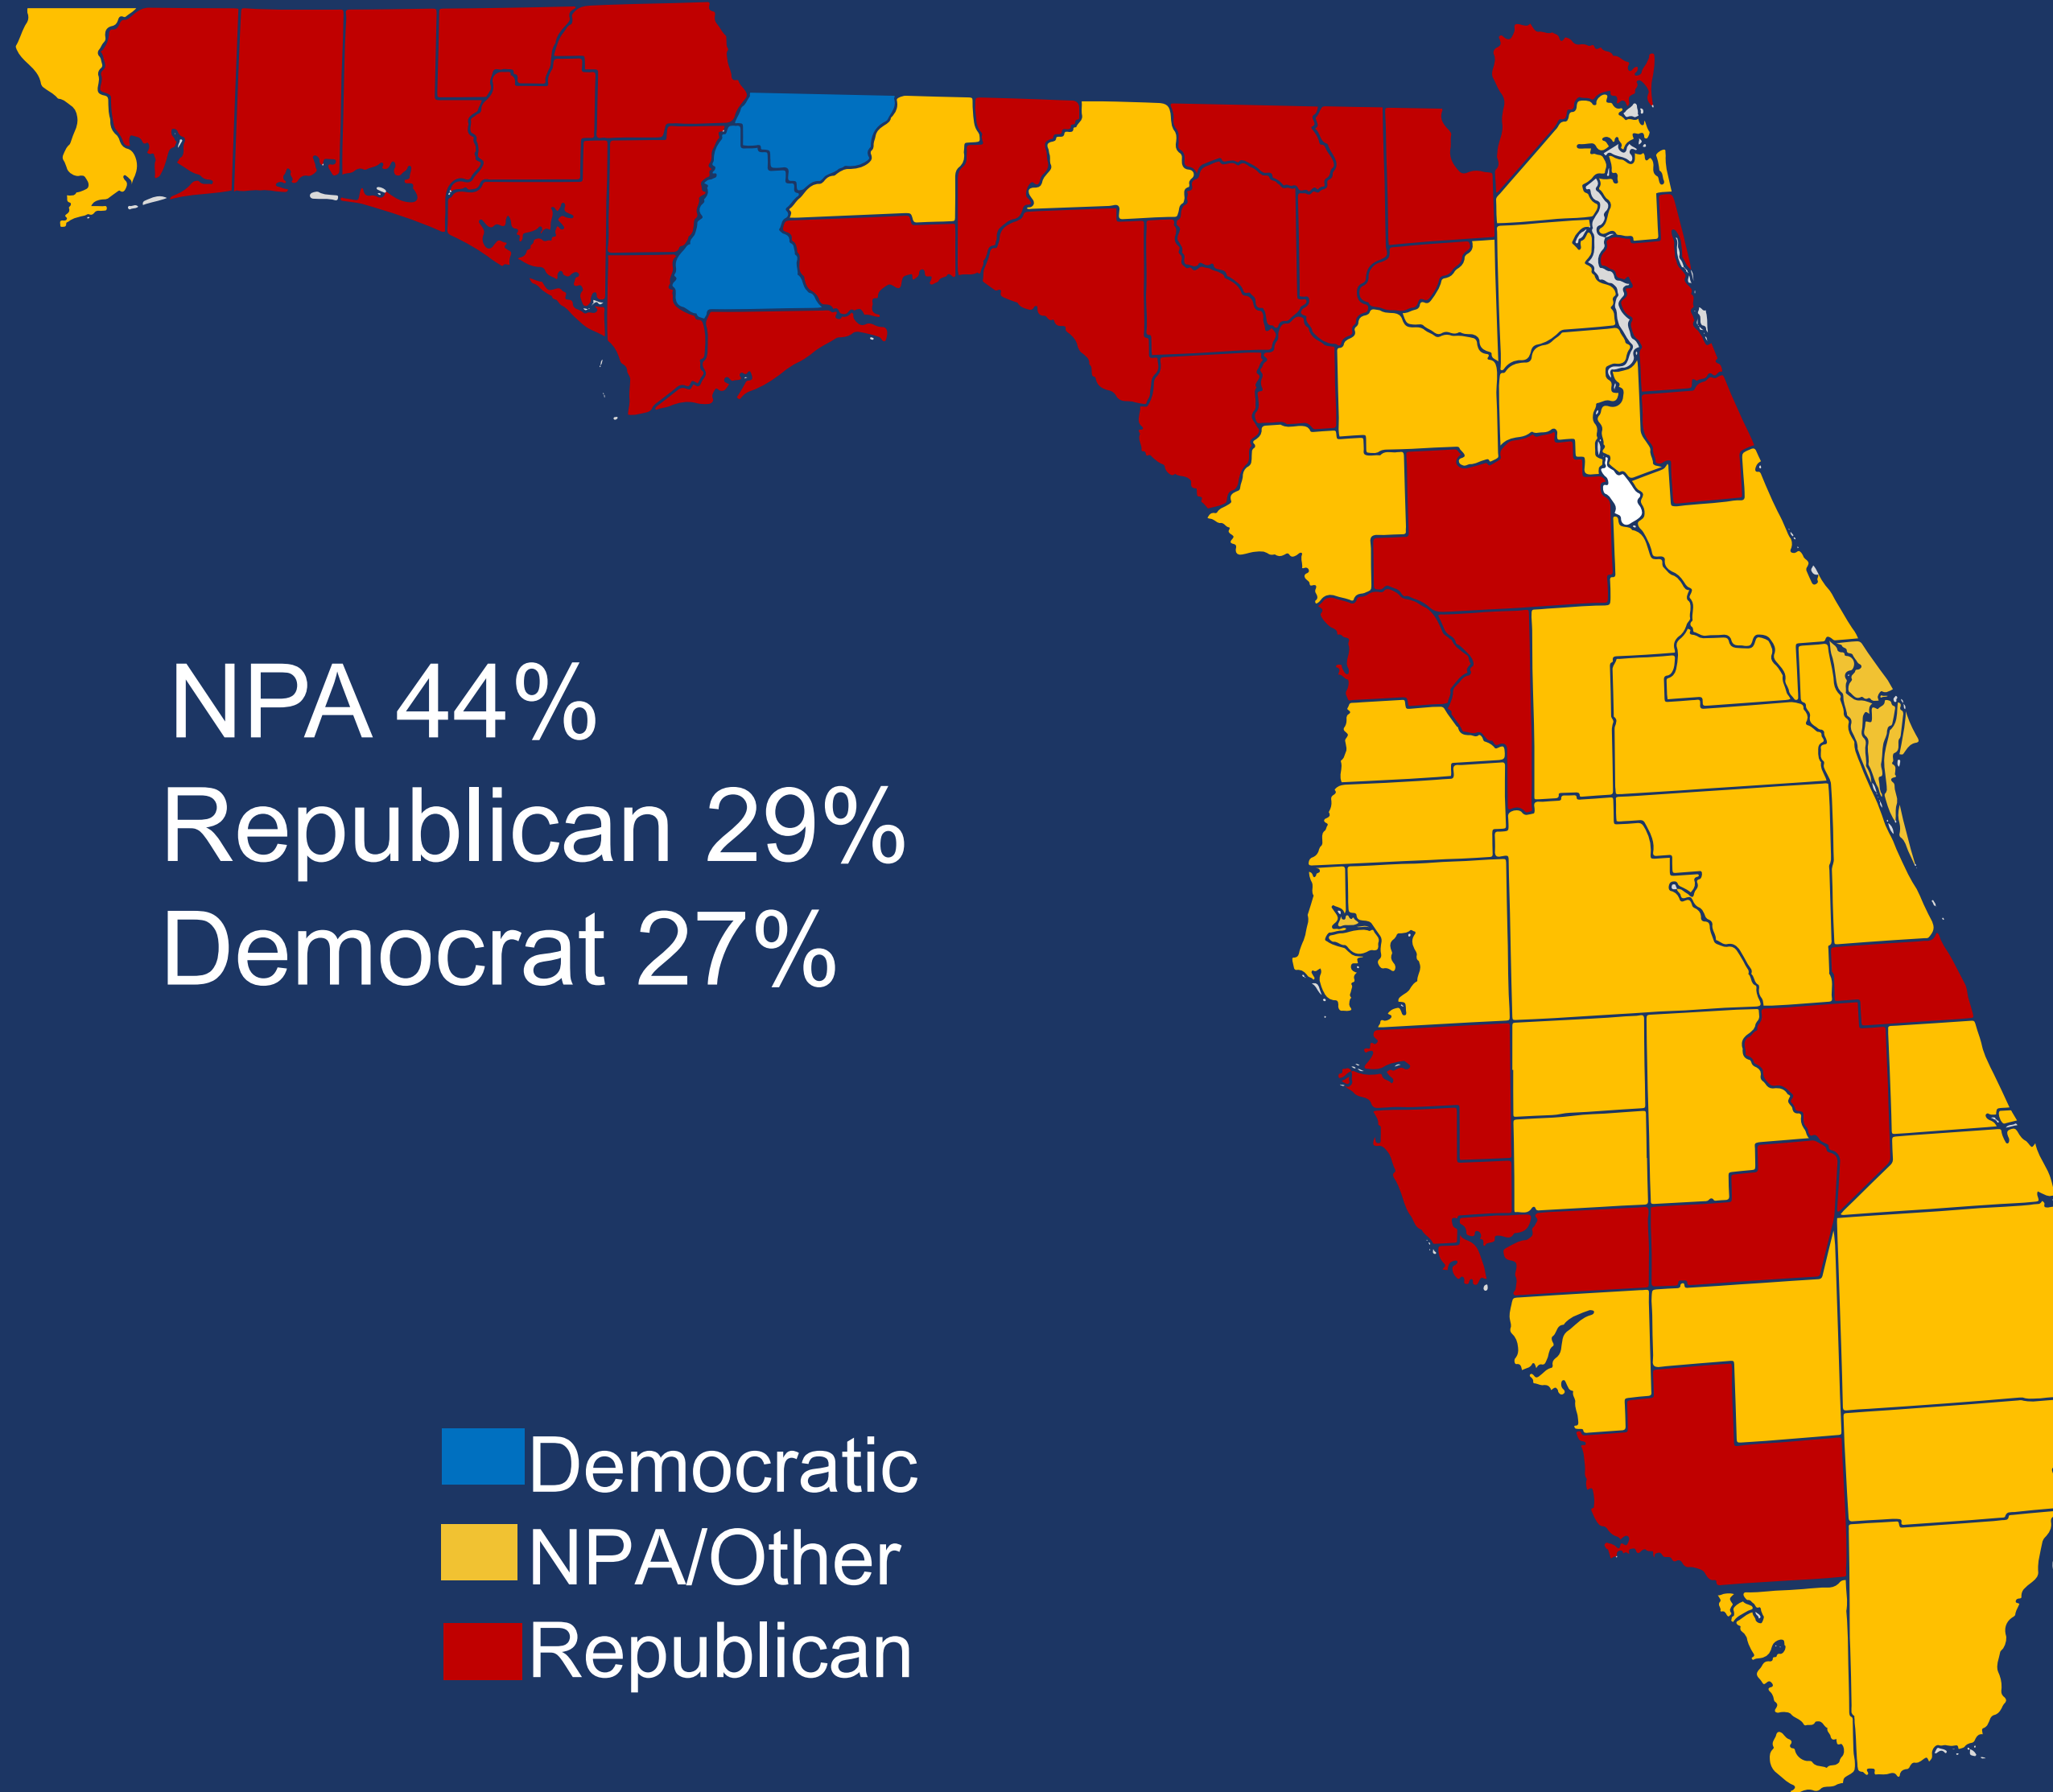 NPA 44%
Republican 29%
Democrat 27%
Democratic
NPA/Other
Republican